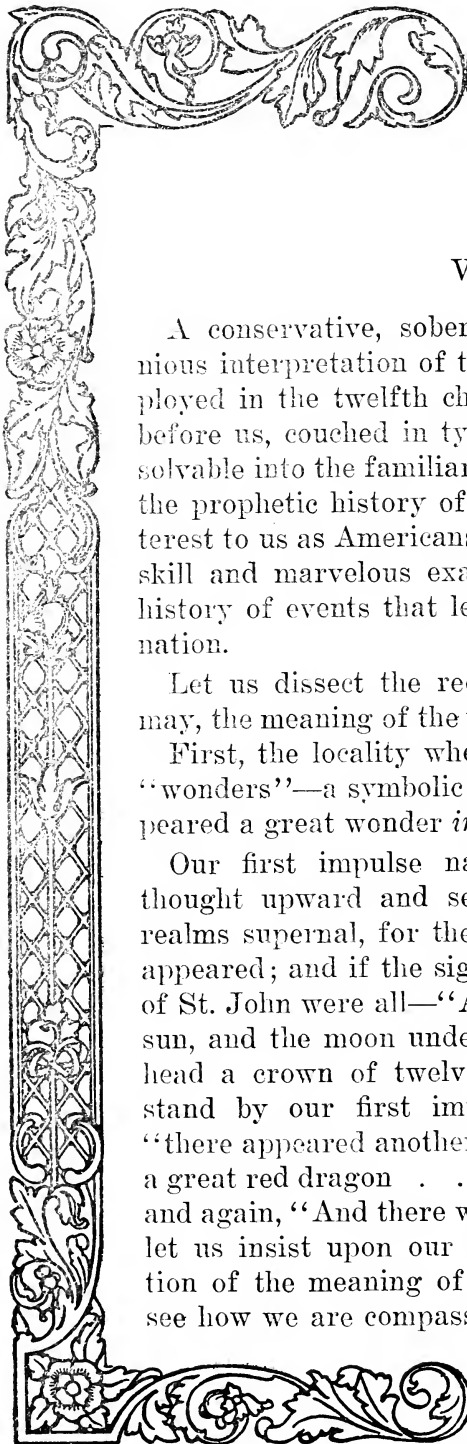 V
A conservative, sober
nious interpretation of t
ployed in the twelfth ch
before us, couched in ty
solvable into the familiar
the prophetic history of
terest to us as Americans
skill and marvelous exa
history of events that le
nation.
Let us dissect the re
may, the meaning of the
First, the locality whe
"wonders"—a symbolic
peared a great wonder in
Our first impulse na
thought upward and se
realms supernal, for the
appeared; and if the sig
of St. John were all—"A
sun, and the moon unde
head a crown of twelv
stand by our first im
"there appeared another
a great red dragon . .
and again, "And there w
let us insist upon our
tion of the meaning of
see how we are compass